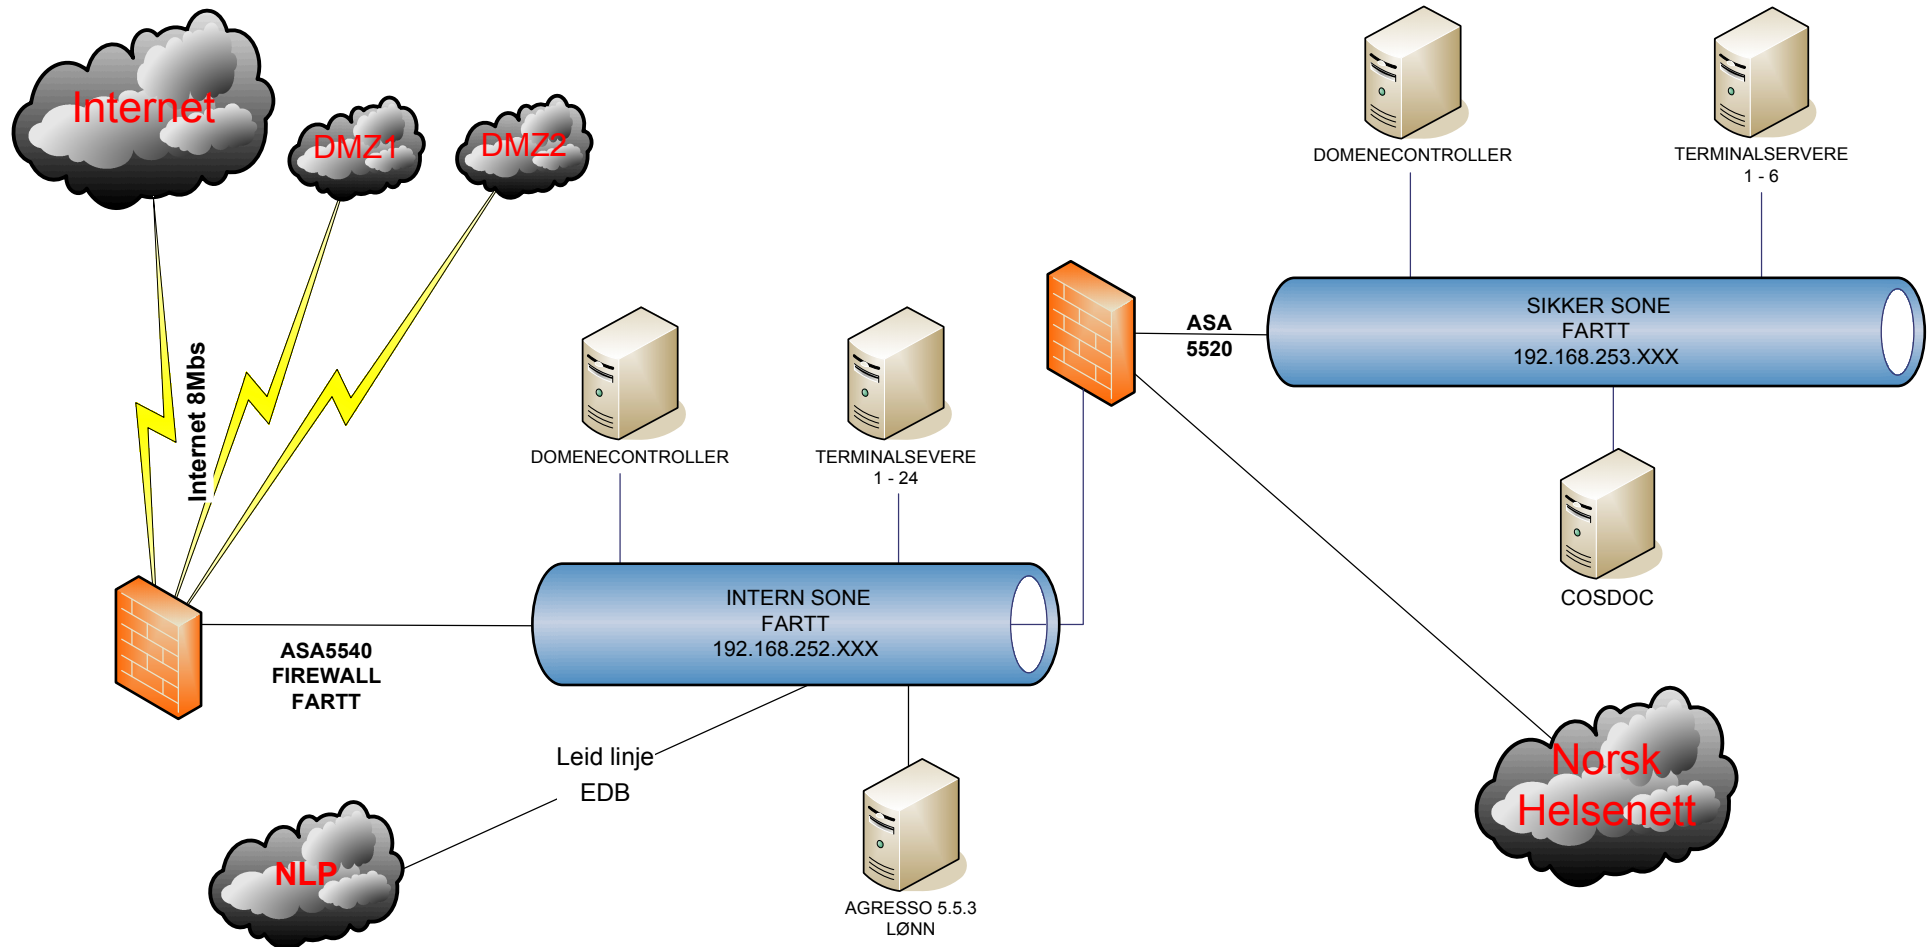 Internet
DMZ1
DMZ2
DOMENECONTROLLER
TERMINALSERVERE
1 - 6
SIKKER SONE
FARTT
192.168.253.XXX
ASA
5520
Internet 8Mbs
DOMENECONTROLLER
TERMINALSEVERE
1 - 24
COSDOC
INTERN SONE
FARTT
192.168.252.XXX
ASA5540
FIREWALL
FARTT
Leid linje
EDB
Norsk
Helsenett
NLP
AGRESSO 5.5.3
LØNN